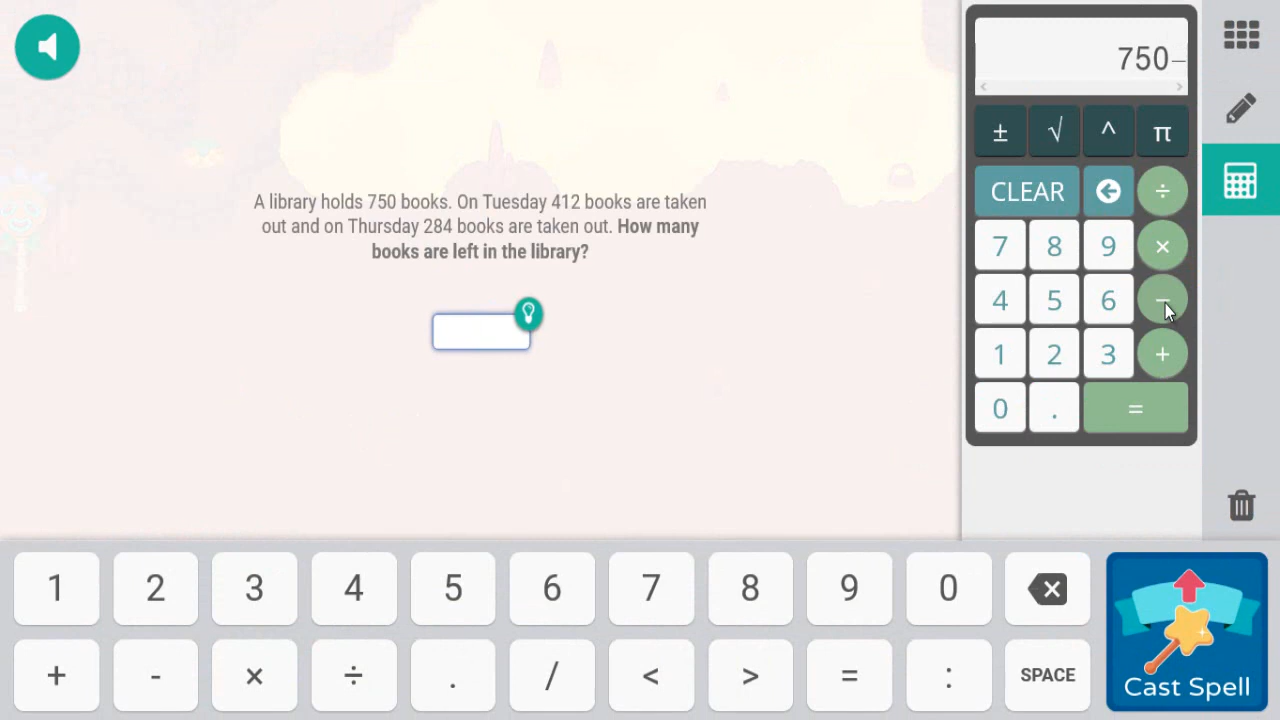 750−
± √ ^ π
CLEAR ÷
7 8 9 ×
4 5 6 −
1 2 3 +
0 . =
A library holds 750 books. On Tuesday 412 books are taken
out and on Thursday 284 books are taken out. How many
books are left in the library?
1 2 3 4 5 6 7 8 9 0
+ - × ÷ . / < > = : SPACE
Cast Spell